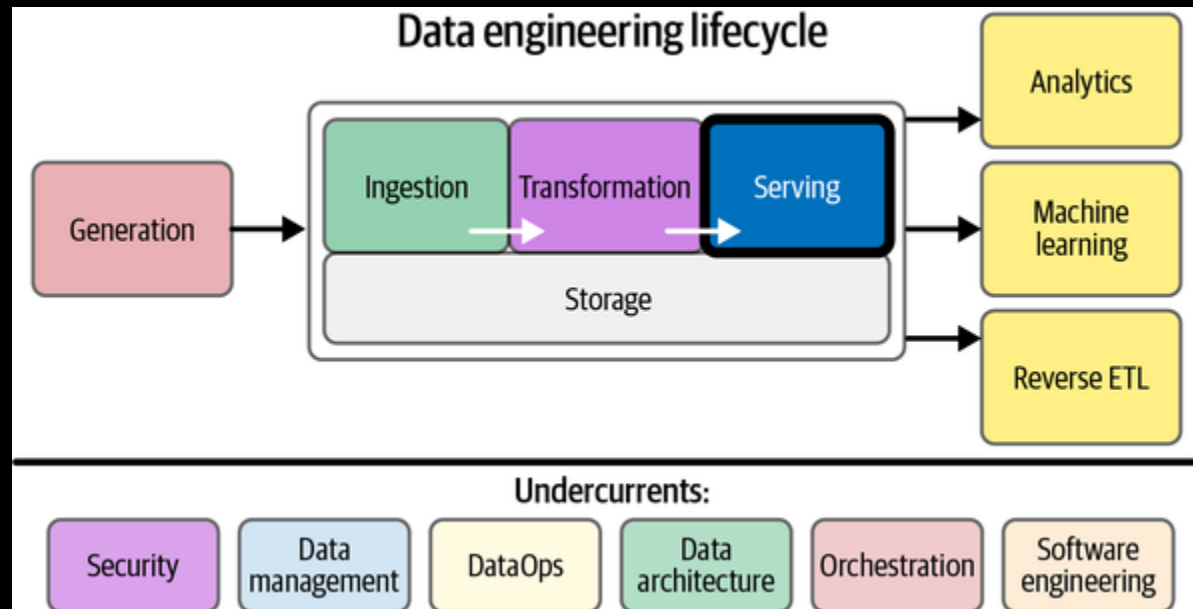 Data engineering lifecycle
Generation
Ingestion
Transformation
Serving
Storage
Analytics
Machine
learning
Reverse ETL
Undercurrents:
Security
Data
management
DataOps
Data
architecture
Orchestration
Software
engineering